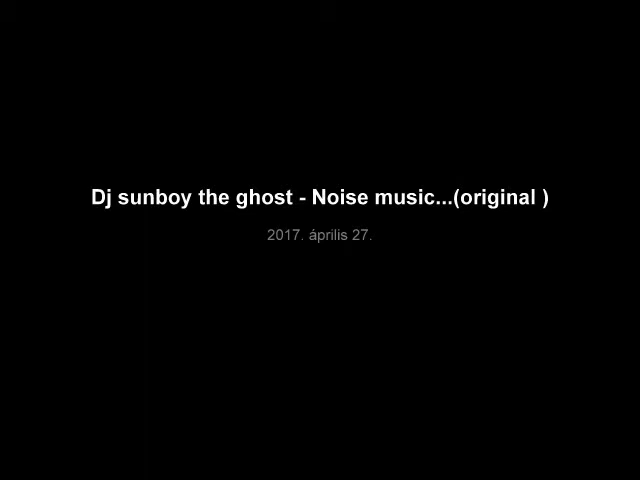 Dj sunboy the ghost - Noise music...(original )
2017. április 27.